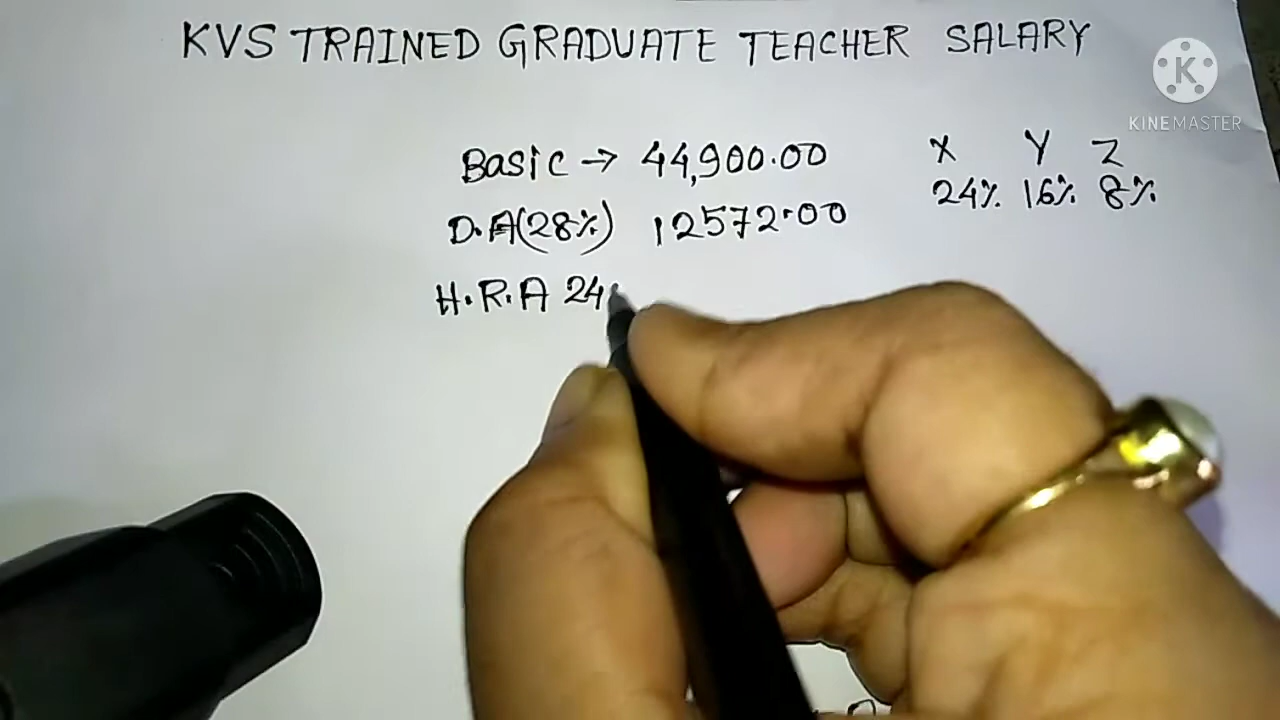 KVS TRAINED GRADUATE TEACHER SALARY
K
KINEMASTER
Basic → 44,900.00
X Y Z
24% 16% 8%
D.A(28%) 12572.00
H.R.A 24